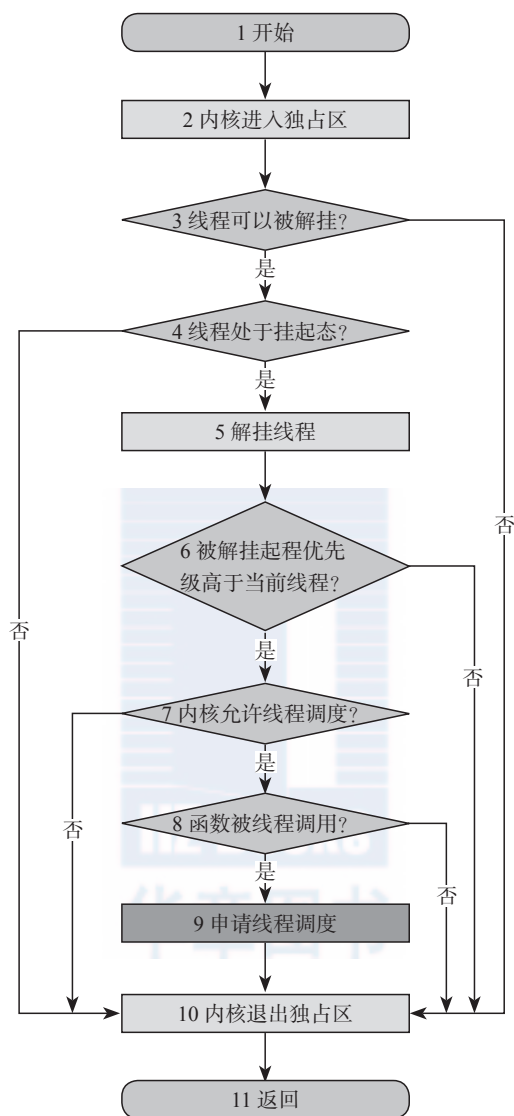 1 开始
2 内核进入独占区
3 线程可以被解挂？
是
4 线程处于挂起态？
是
5 解挂线程
否
6 被解挂起程优先
级高于当前线程？
否
是
否
7 内核允许线程调度？
是
否
8 函数被线程调用？
是
否
9 申请线程调度
华章图书
10 内核退出独占区
11 返回